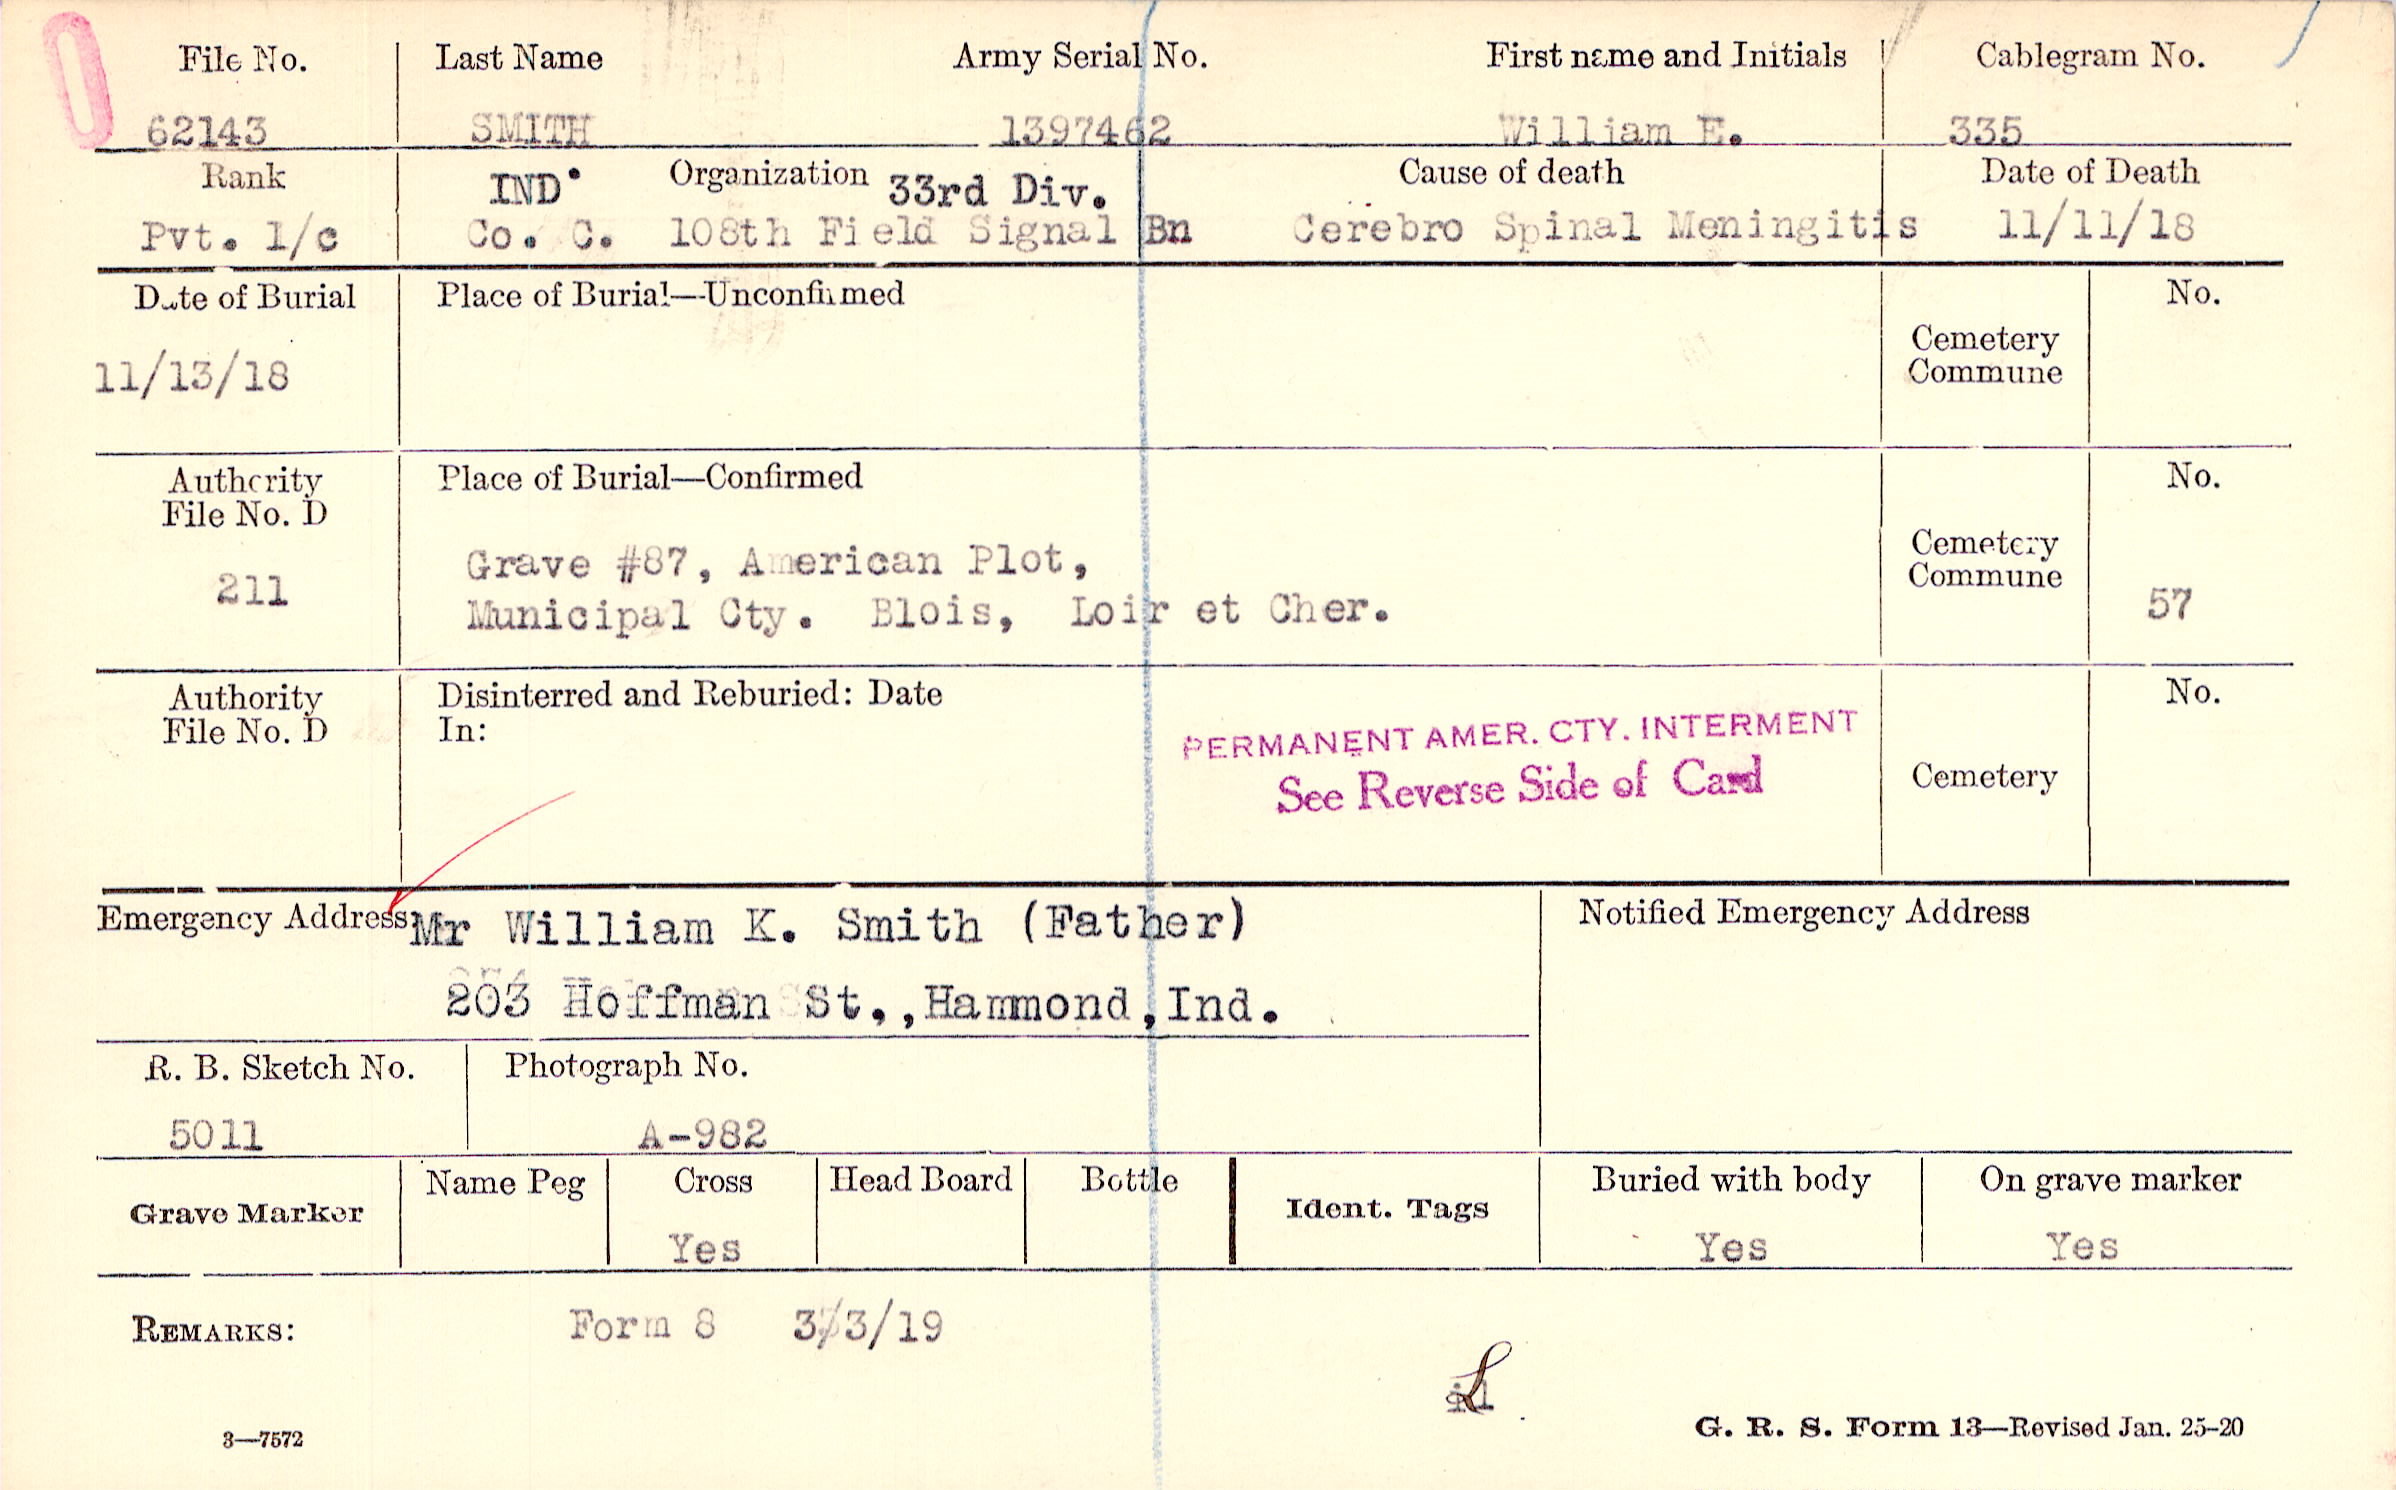 File No. Last Name Army Serial No. First name and Initials Cablegram No.
62143 SMITH 1397462 William E. 335
Rank IND. Organization 33rd Div. Cause of death Date of Death
Pvt. 1/c Co. C. 108th Field Signal Bn Cerebro Spinal Meningitis 11/11/18
Date of Burial Place of Burial—Unconfirmed No.
Cemetery
Commune
11/13/18
Authority Place of Burial—Confirmed No.
File No. D
Cemetery
Commune
Grave #87, American Plot,
211
Municipal Cty. Blois, Loir et Cher. 57
Authority Disinterred and Reburied: Date No.
File No. D In:
PERMANENT AMER. CTY. INTERMENT
See Reverse Side of Card
Cemetery
Emergency Address Mr William K. Smith (Father) Notified Emergency Address
203 Hoffman St.,,Hammond,Ind.
R. B. Sketch No. Photograph No.
5011 A-982
Grave Marker Name Peg Cross Head Board Bottle Ident. Tags Buried with body On grave marker
Yes Yes Yes
REMARKS: Form 8 3/3/19
3—7572 G. R. S. Form 13—Revised Jan. 25-20